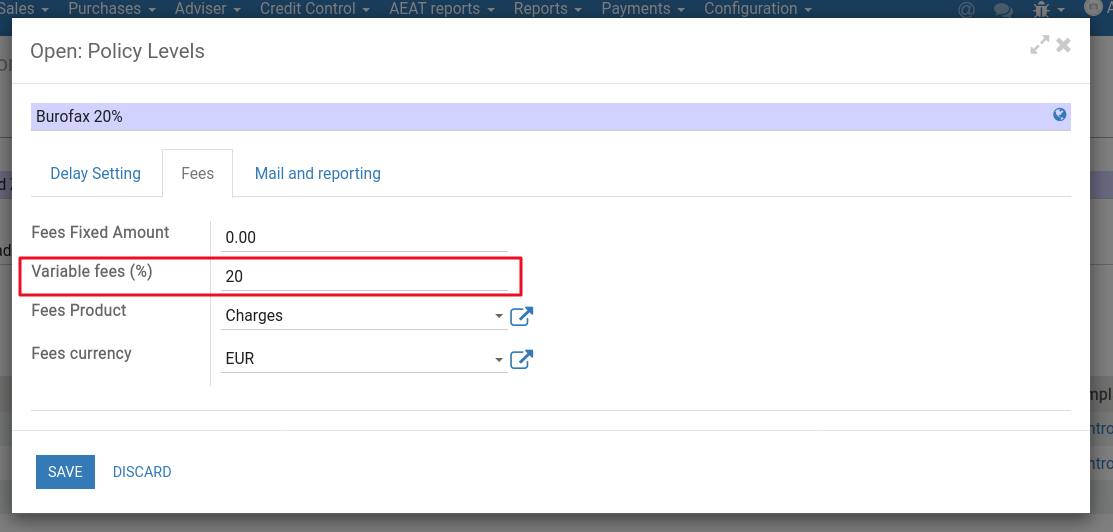 Sales Purchases Adviser Credit Control AEAT reports Reports Payments Configuration @
Open: Policy Levels
Burofax 20%
Delay Setting Fees Mail and reporting
Fees Fixed Amount 0.00
Variable fees (%) 20
Fees Product Charges
Fees currency EUR
SAVE DISCARD